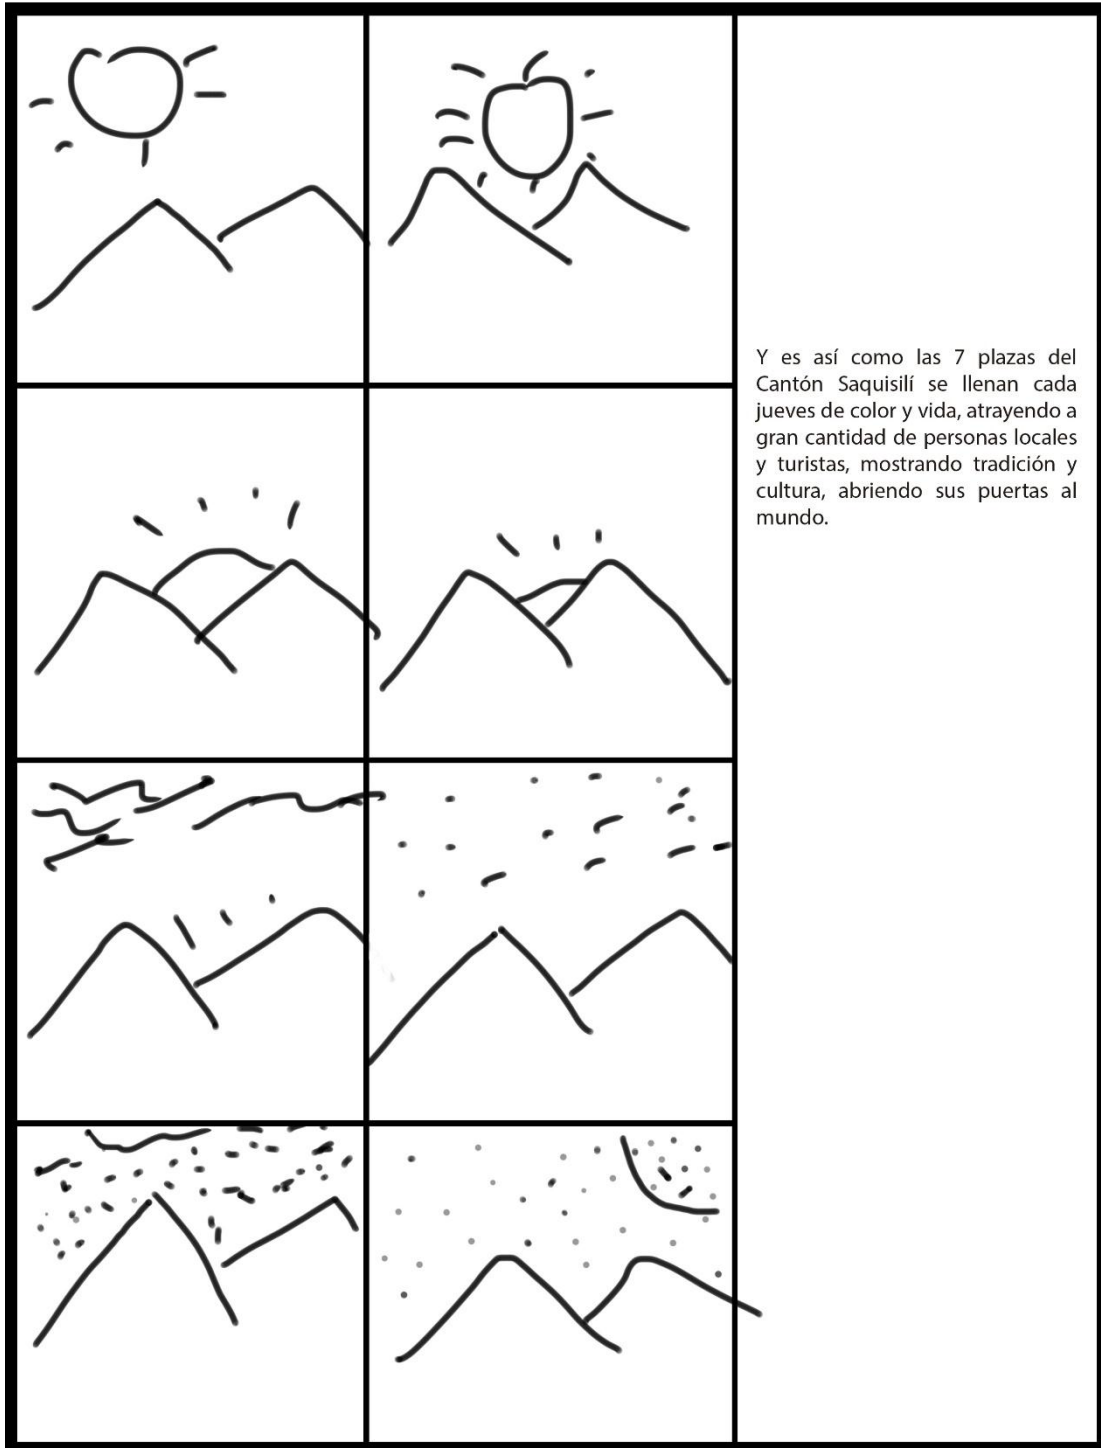 Y es así como las 7 plazas del
Cantón Saquisilí se llenan cada
jueves de color y vida, atrayendo a
gran cantidad de personas locales
y turistas, mostrando tradición y
cultura, abriendo sus puertas al
mundo.